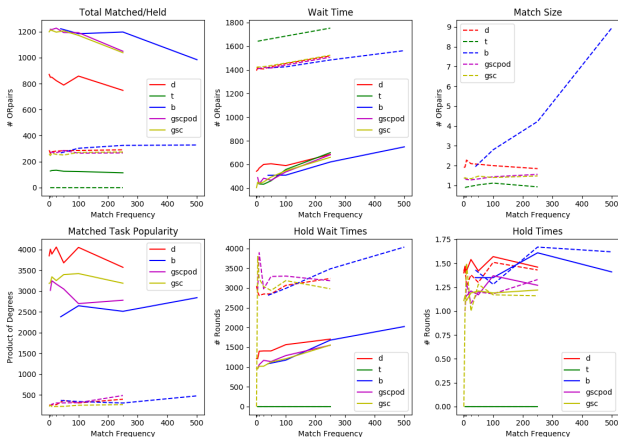 Total Matched/Held
# ORpairs
1200
1000
800
600
400
200
0
d
t
b
gscpod
gsc
0 100 200 300 400 500
Match Frequency
Wait Time
# ORpairs
1800
1600
1400
1200
1000
800
600
400
d
t
b
gscpod
gsc
0 100 200 300 400 500
Match Frequency
Match Size
# ORpairs
9
8
7
6
5
4
3
2
1
0
d
t
b
gscpod
gsc
0 100 200 300 400 500
Match Frequency
Matched Task Popularity
Product of Degrees
4000
3500
3000
2500
2000
1500
1000
500
d
b
gscpod
gsc
0 100 200 300 400 500
Match Frequency
Hold Wait Times
# Rounds
4000
3500
3000
2500
2000
1500
1000
500
0
d
t
b
gscpod
gsc
0 100 200 300 400 500
Match Frequency
Hold Times
# Rounds
1.75
1.50
1.25
1.00
0.75
0.50
0.25
0.00
d
t
b
gscpod
gsc
0 100 200 300 400 500
Match Frequency